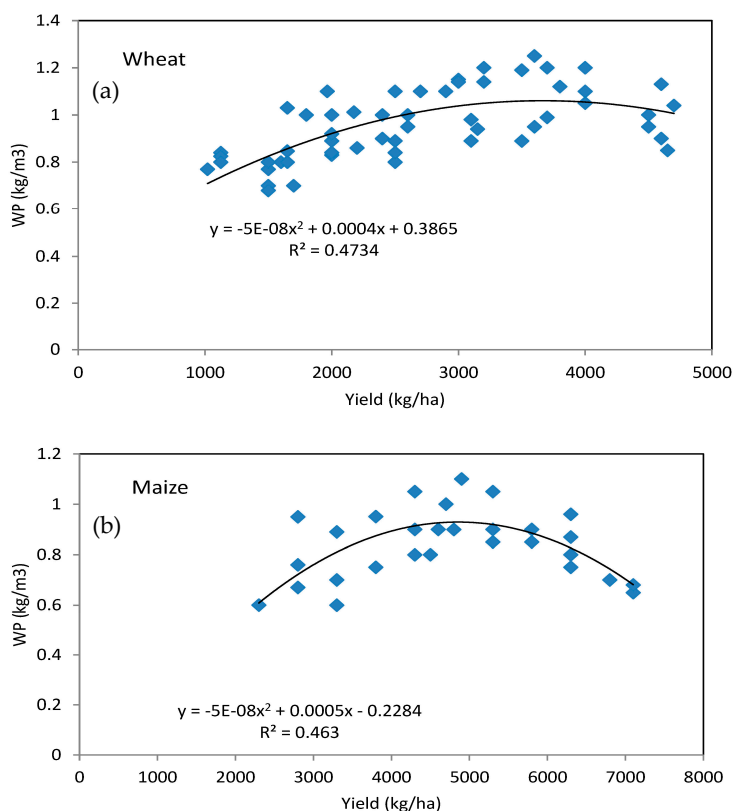 1.4
Wheat
1.2
(a)
1
0.8
WP (kg/m3)
0.6
y = -5E-08x² + 0.0004x + 0.3865
R² = 0.4734
0.4
0.2
0
0 1000 2000 3000 4000 5000
Yield (kg/ha)
1.2
Maize
1
(b)
0.8
0.6
WP (kg/m3)
0.4
y = -5E-08x² + 0.0005x - 0.2284
R² = 0.463
0.2
0
0 1000 2000 3000 4000 5000 6000 7000 8000
Yield (kg/ha)